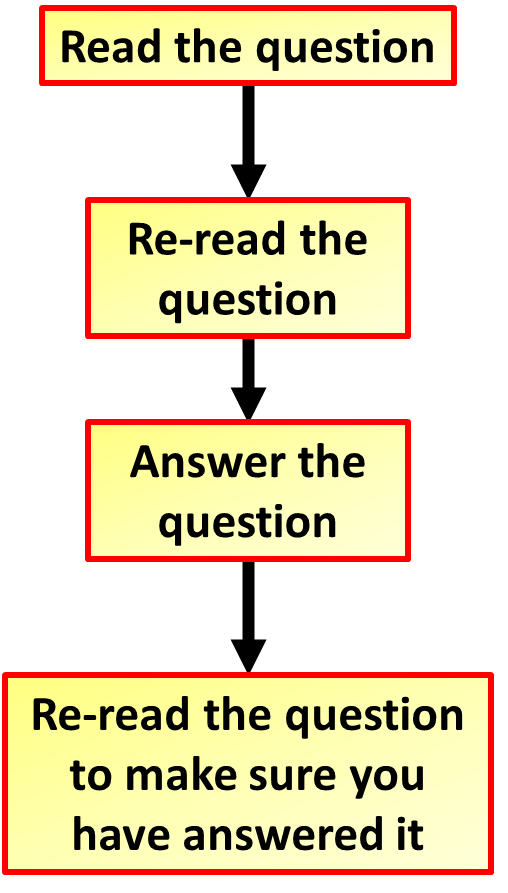 Read the question
Re-read the
question
Answer the
question
Re-read the question
to make sure you
have answered it